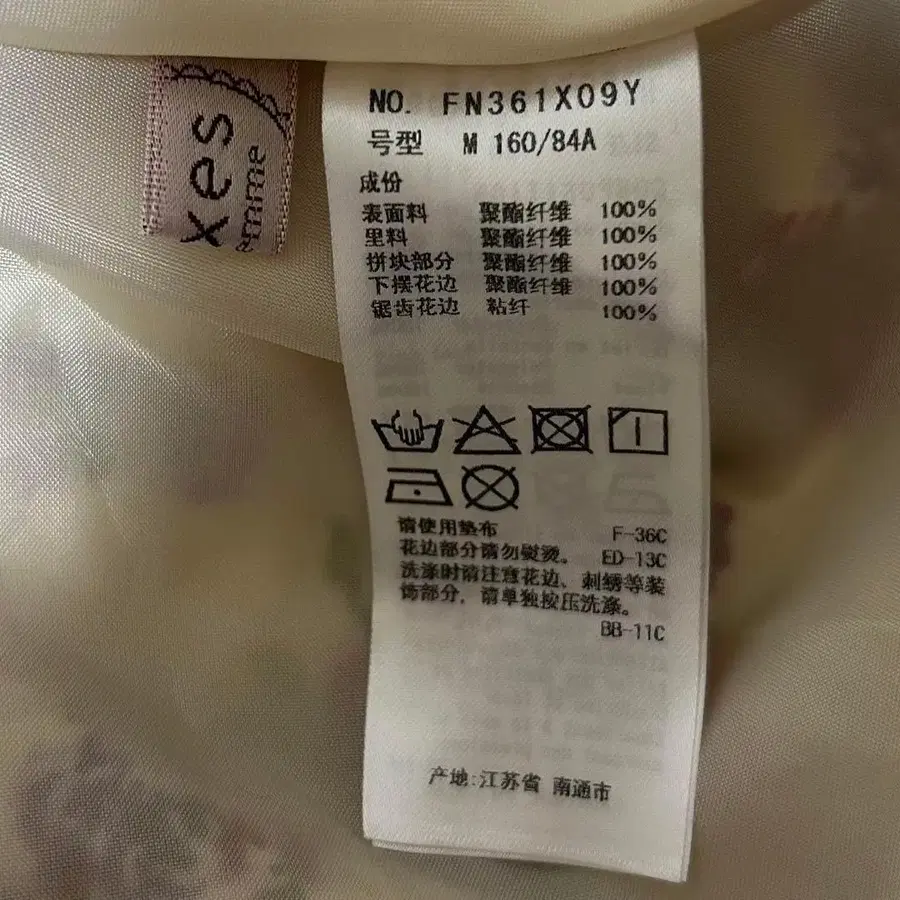 xes
mme
NO. FN361X09Y
号型 M 160/84A
成份
表面料 聚酯纤维 100%
里料 聚酯纤维 100%
拼块部分 聚酯纤维 100%
下摆花边 聚酯纤维 100%
锯齿花边 粘纤 100%
请使用垫布 F-36C
花边部分请勿熨烫。 ED-13C
洗涤时请注意花边、刺绣等装
饰部分，请单独按压洗涤。
BB-11C
产地:江苏省 南通市